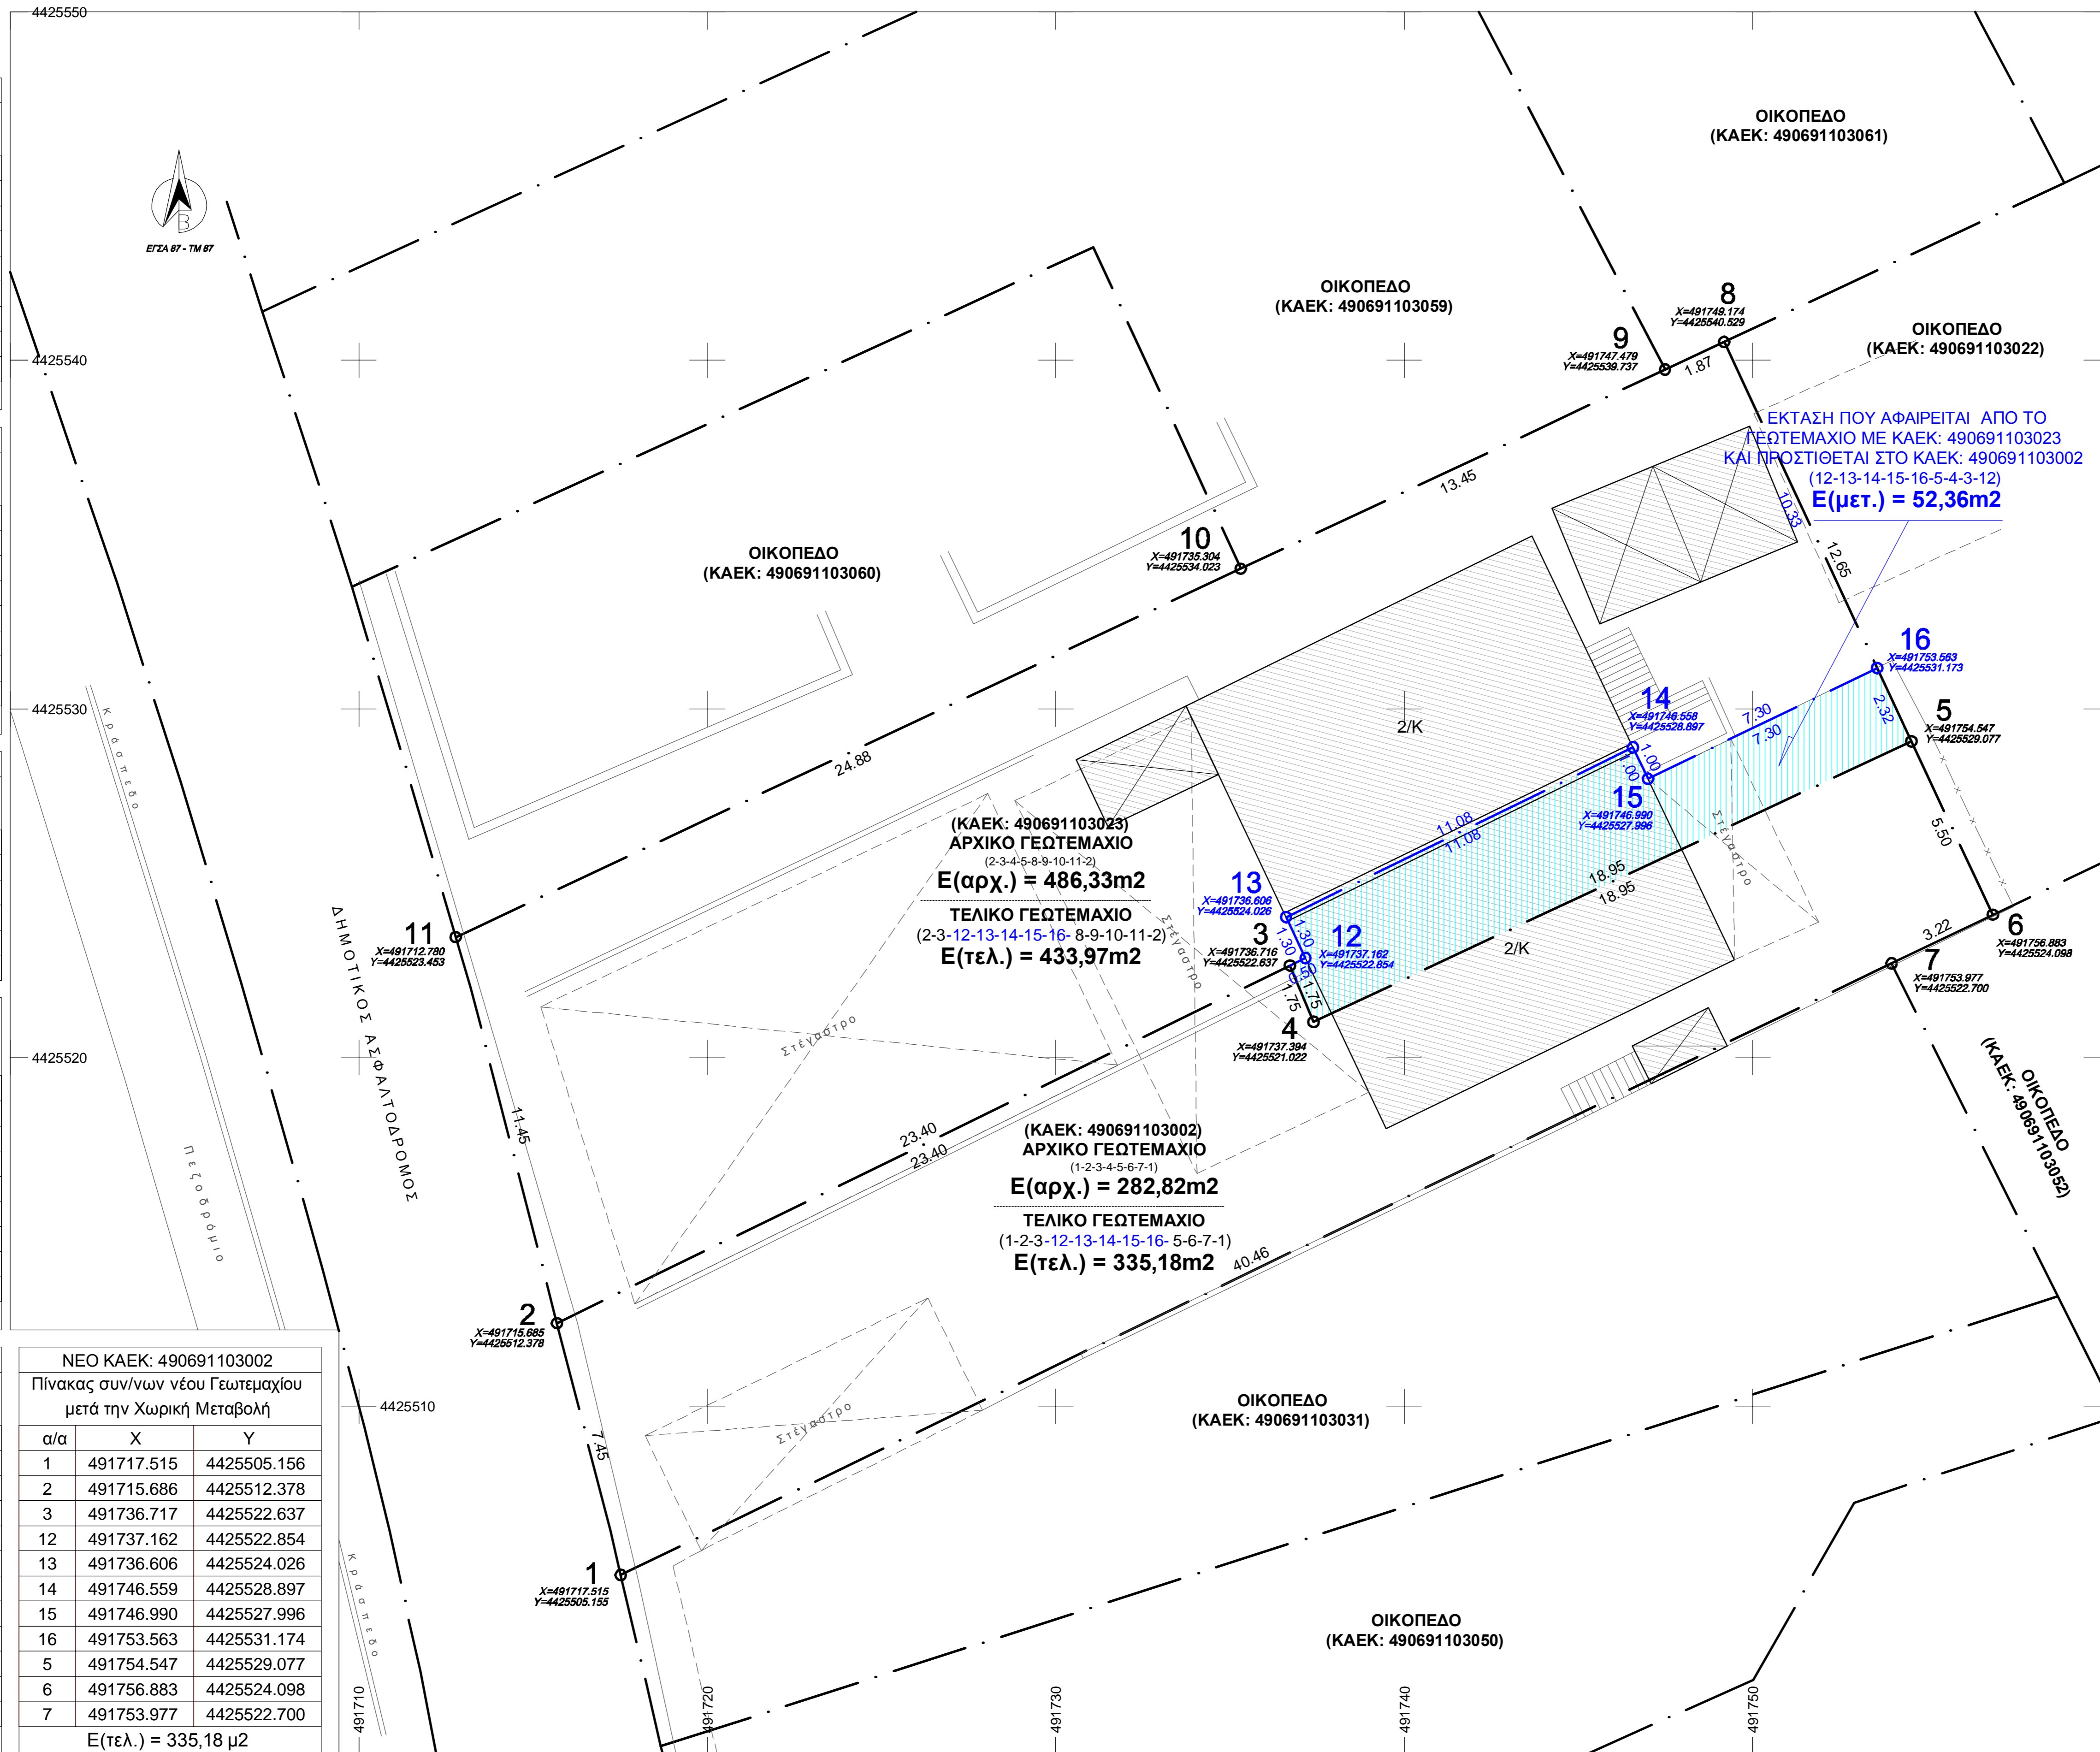 4425550
ΕΓΣΑ 87 - ΤΜ 87
Β
ΟΙΚΟΠΕΔΟ
(ΚΑΕΚ: 490691103061)
ΟΙΚΟΠΕΔΟ
(ΚΑΕΚ: 490691103059)
8
X=491749.174
Y=4425540.529
ΟΙΚΟΠΕΔΟ
(ΚΑΕΚ: 490691103022)
9
X=491747.479
Y=4425539.737
1.87
4425540
ΕΚΤΑΣΗ ΠΟΥ ΑΦΑΙΡΕΙΤΑΙ ΑΠΟ ΤΟ
ΓΕΩΤΕΜΑΧΙΟ ΜΕ ΚΑΕΚ: 490691103023
ΚΑΙ ΠΡΟΣΤΙΘΕΤΑΙ ΣΤΟ ΚΑΕΚ: 490691103002
(12-13-14-15-16-5-4-3-12)
Ε(μετ.) = 52,36m2
13.45
10.33
12.65
10
X=491735.304
Y=4425534.023
ΟΙΚΟΠΕΔΟ
(ΚΑΕΚ: 490691103060)
16
X=491753.563
Y=4425531.173
4425530
Κράσπεδο
2/Κ
14
X=491746.558
Y=4425528.897
7.30
7.30
2.32
5
X=491754.547
Y=4425529.077
24.88
1.00
1.00
15
X=491746.990
Y=4425527.996
11.08
11.08
Στέγαστρο
5.50
(ΚΑΕΚ: 490691103023)
ΑΡΧΙΚΟ ΓΕΩΤΕΜΑΧΙΟ
(2-3-4-5-8-9-10-11-2)
Ε(αρχ.) = 486,33m2
ΤΕΛΙΚΟ ΓΕΩΤΕΜΑΧΙΟ
(2-3-12-13-14-15-16- 8-9-10-11-2)
Ε(τελ.) = 433,97m2
18.95
18.95
13
X=491736.606
Y=4425524.026
1.30
1.30
12
X=491737.162
Y=4425522.854
3
X=491736.716
Y=4425522.637
0.50
2/Κ
11
X=491712.780
Y=4425523.453
3.22
6
X=491756.883
Y=4425524.098
7
X=491753.977
Y=4425522.700
1.75
1.75
4
X=491737.394
Y=4425521.022
Στέγαστρο
Στέγαστρο
4425520
ΔΗΜΟΤΙΚΟΣ ΑΣΦΑΛΤΟΔΡΟΜΟΣ
11.45
Πεζοδρόμιο
23.40
23.40
ΟΙΚΟΠΕΔΟ
(ΚΑΕΚ: 490691103052)
(ΚΑΕΚ: 490691103002)
ΑΡΧΙΚΟ ΓΕΩΤΕΜΑΧΙΟ
(1-2-3-4-5-6-7-1)
Ε(αρχ.) = 282,82m2
ΤΕΛΙΚΟ ΓΕΩΤΕΜΑΧΙΟ
(1-2-3-12-13-14-15-16- 5-6-7-1)
Ε(τελ.) = 335,18m2
40.46
2
X=491715.685
Y=4425512.378
ΟΙΚΟΠΕΔΟ
(ΚΑΕΚ: 490691103031)
4425510
Στέγαστρο
7.45
1
X=491717.515
Y=4425505.155
Κράσπεδο
ΟΙΚΟΠΕΔΟ
(ΚΑΕΚ: 490691103050)
491710
491720
491730
491740
491750
ΝΕΟ ΚΑΕΚ: 490691103002
Πίνακας συν/νων νέου Γεωτεμαχίου
μετά την Χωρική Μεταβολή
α/α X Y
1 491717.515 4425505.156
2 491715.686 4425512.378
3 491736.717 4425522.637
12 491737.162 4425522.854
13 491736.606 4425524.026
14 491746.559 4425528.897
15 491746.990 4425527.996
16 491753.563 4425531.174
5 491754.547 4425529.077
6 491756.883 4425524.098
7 491753.977 4425522.700
Ε(τελ.) = 335,18 μ2